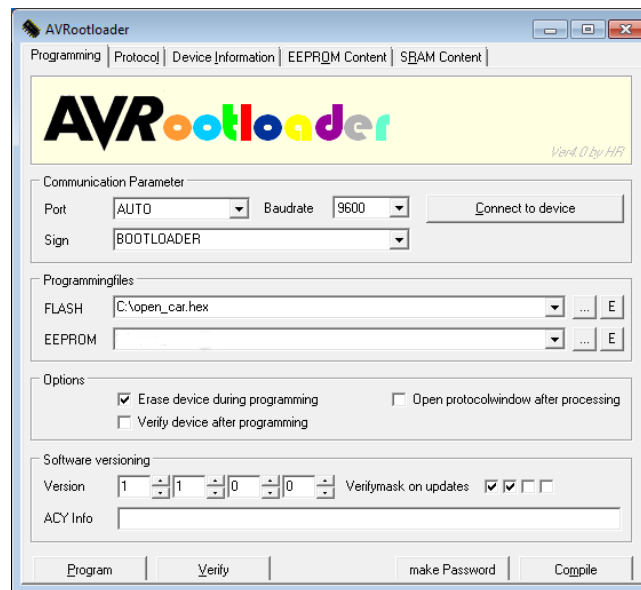 AVRootloader
Programming Protocol Device Information EEPROM Content SRAM Content
AVRootloader
Ver4.0 by HR
Communication Parameter
Port AUTO Baudrate 9600 Connect to device
Sign BOOTLOADER
Programmingfiles
FLASH C:\open_car.hex ... E
EEPROM ... E
Options
Erase device during programming Open protocolwindow after processing
Verify device after programming
Software versioning
Version 1 1 0 0 Verifymask on updates
ACY Info
Program Verify make Password Compile